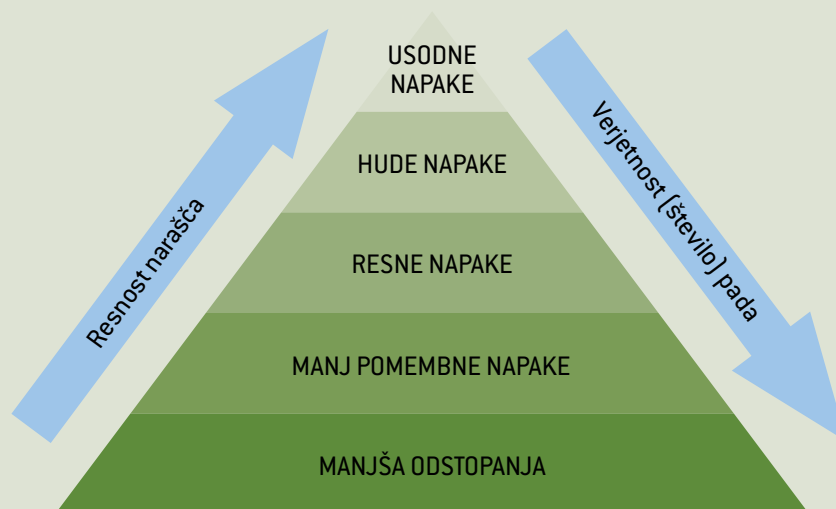 USODNE
NAPAKE
HUDE NAPAKE
RESNE NAPAKE
MANJ POMEMBNE NAPAKE
MANJŠA ODSTOPANJA
Resnost narašča
Verjetnost (število) pada